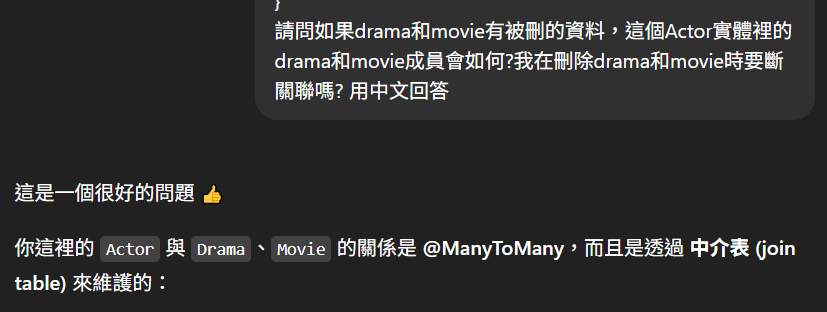 }
請問如果drama和movie有被刪的資料，這個Actor實體裡的
drama和movie成員會如何?我在刪除drama和movie時要斷
關聯嗎? 用中文回答
這是一個很好的問題 👍
你這裡的 Actor 與 Drama、Movie 的關係是 @ManyToMany，而且是透過 中介表 (join
table) 來維護的：